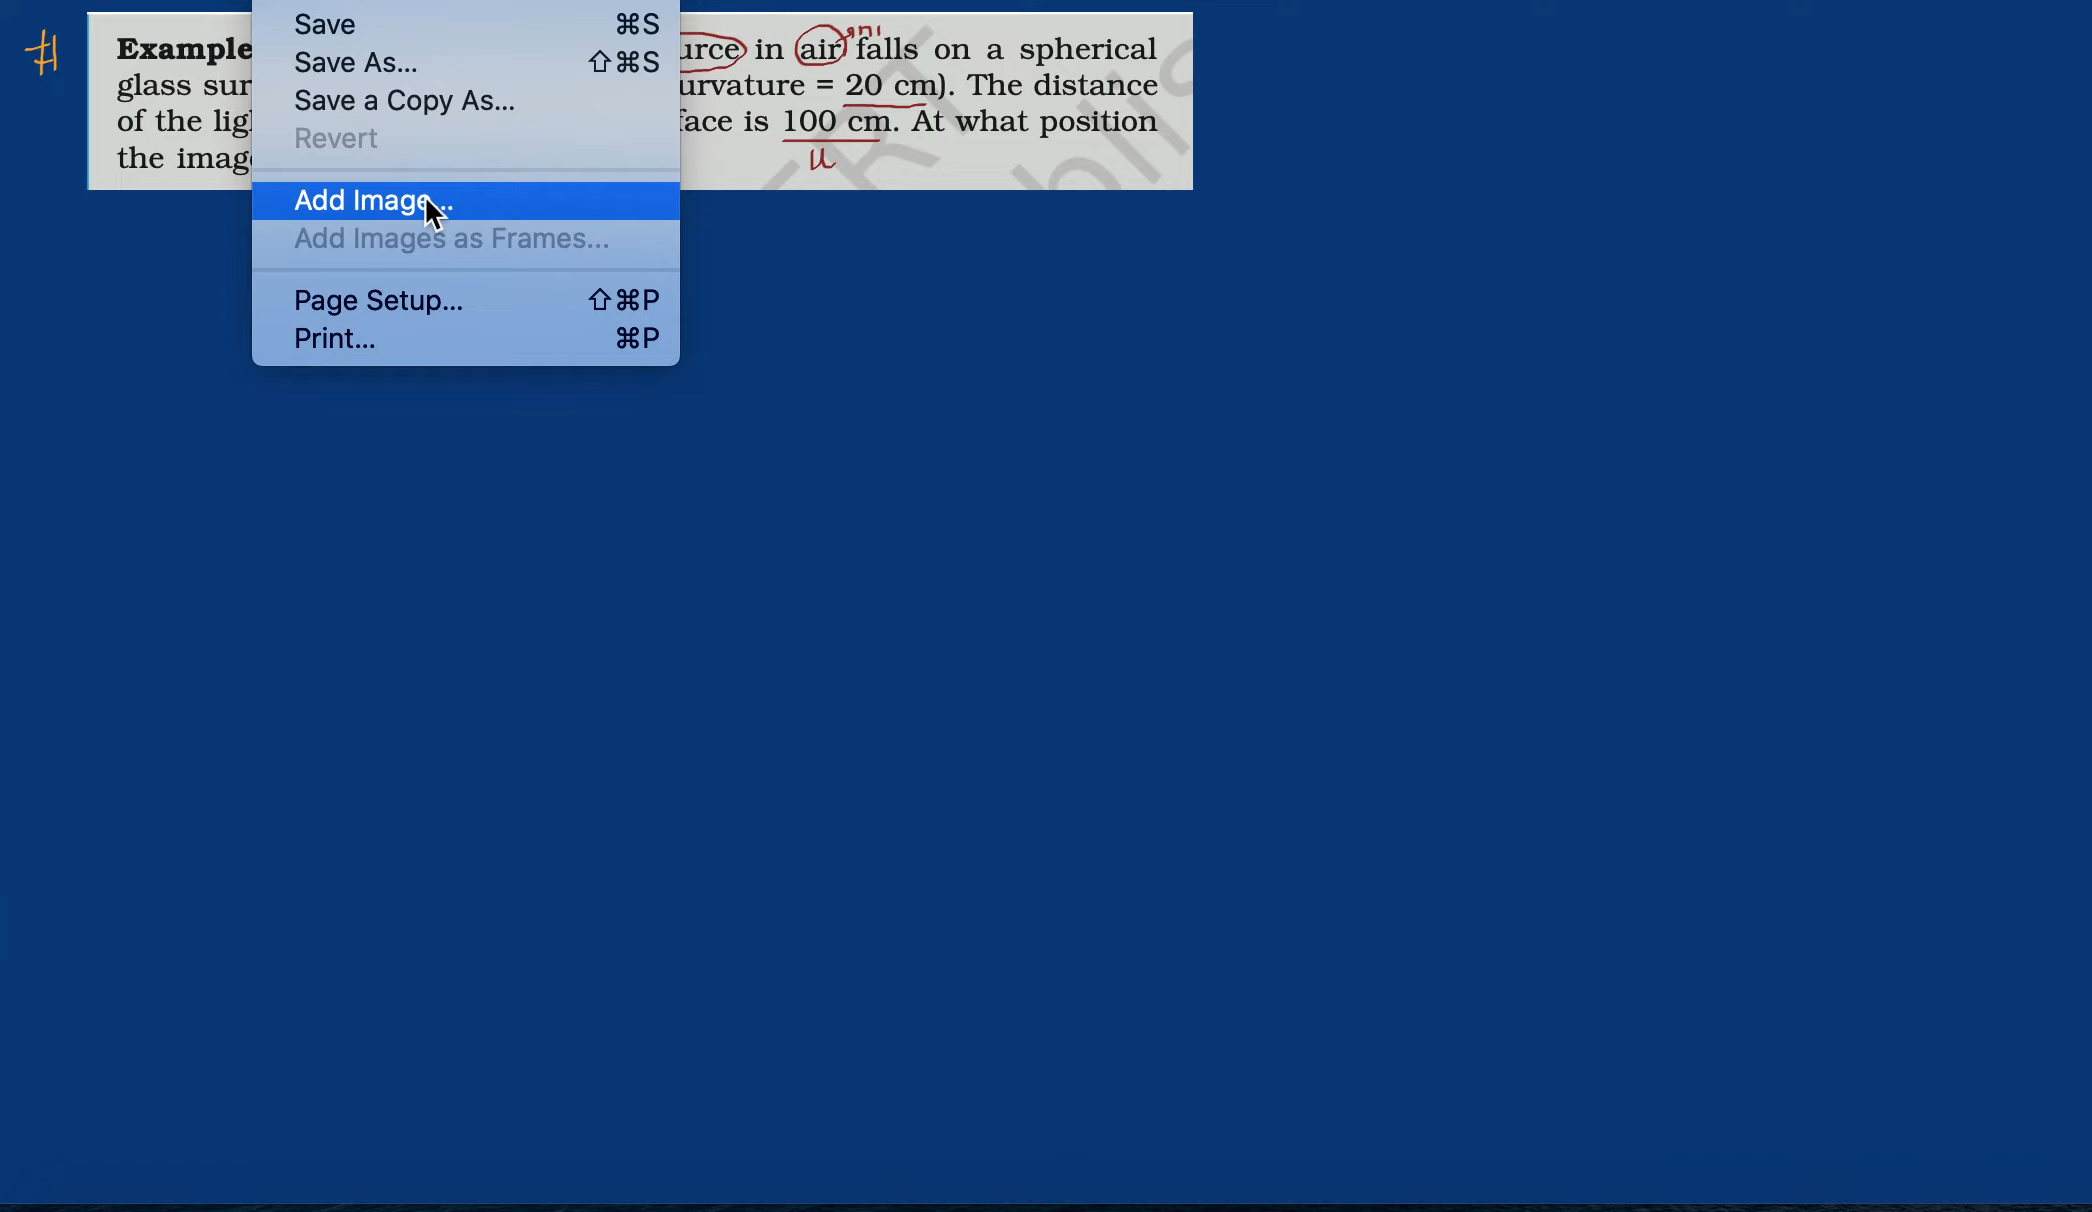 Save ⌘S
Save As... ⇧⌘S
Save a Copy As...
Revert
Add Image...
Add Images as Frames...
Page Setup... ⇧⌘P
Print... ⌘P
#
Example urce in air n1 falls on a spherical
glass sur urvature = 20 cm). The distance
of the lig face is 100 cm. At what position
u
the imag